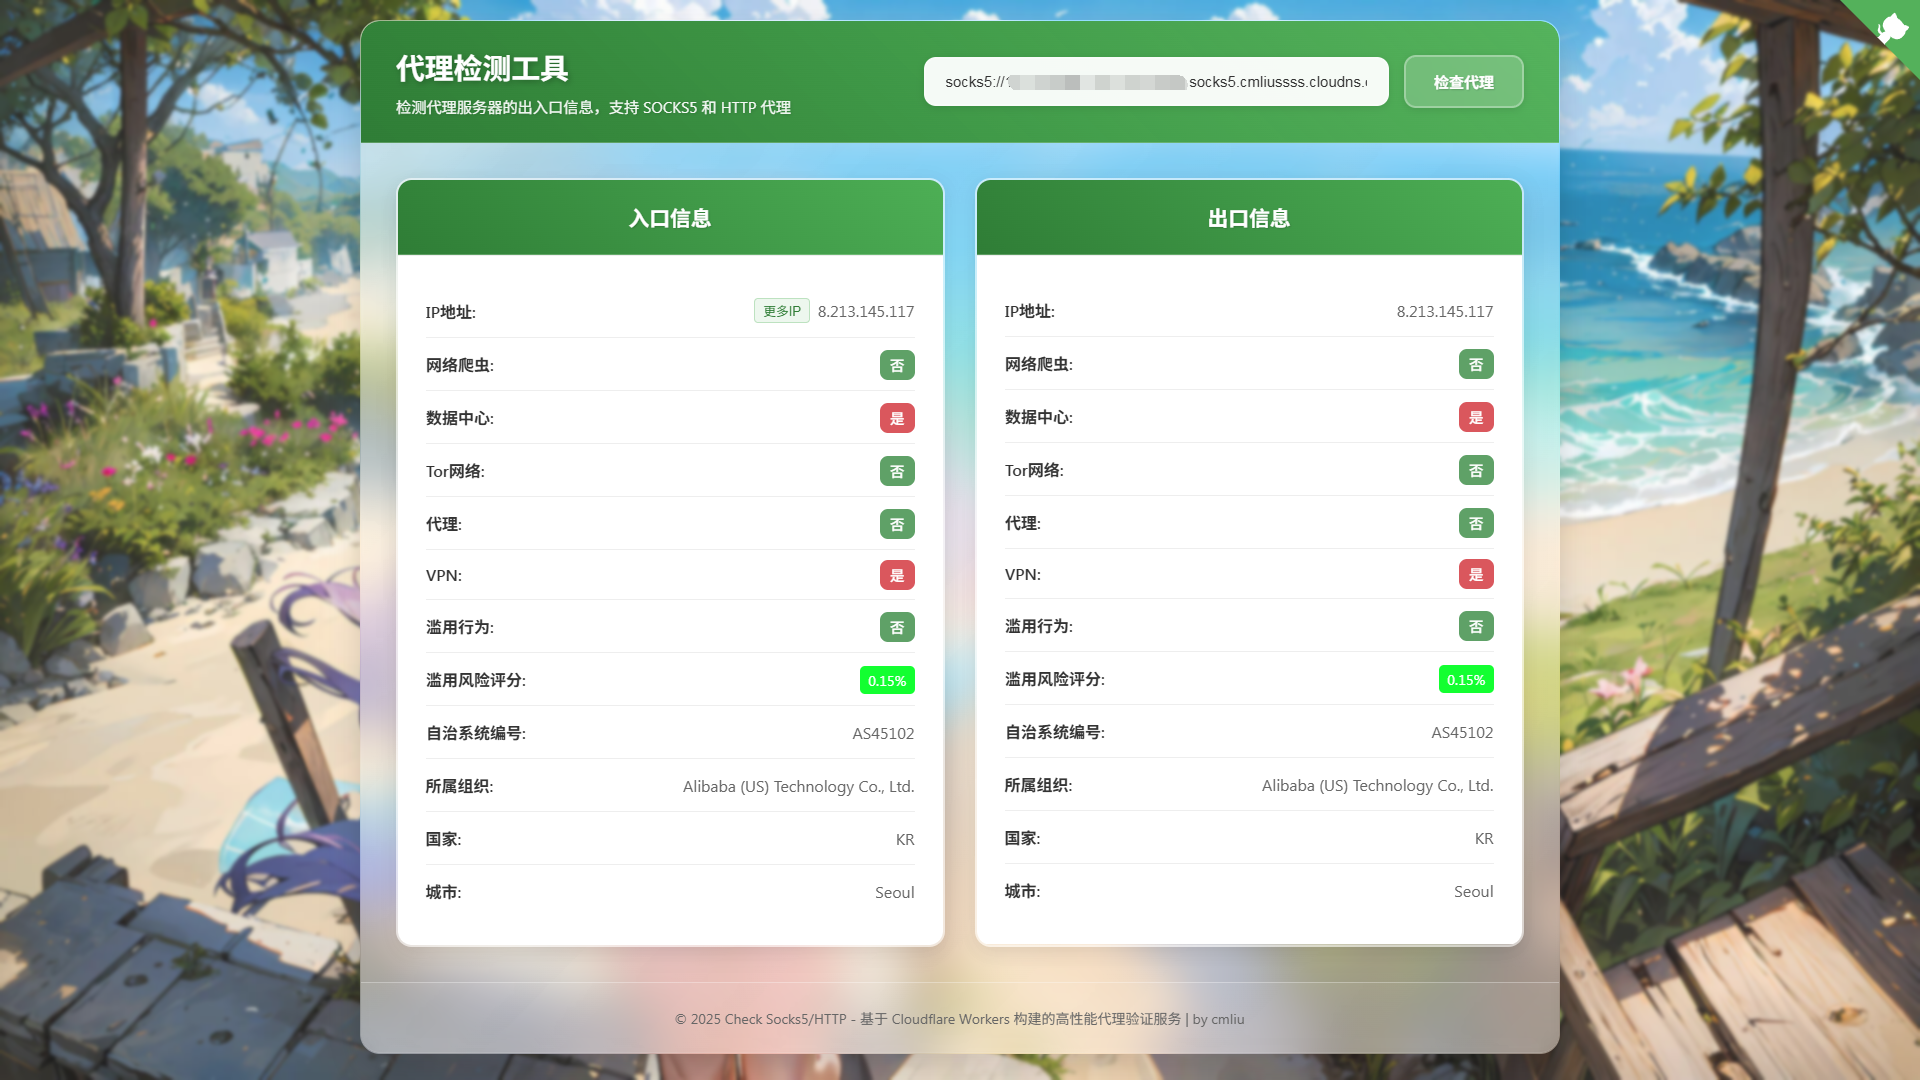 代理检测工具
检测代理服务器的出入口信息，支持 SOCKS5 和 HTTP 代理
socks5:// socks5.cmliussss.cloudns.
检查代理
入口信息
IP地址: 更多IP 8.213.145.117
网络爬虫: 否
数据中心: 是
Tor网络: 否
代理: 否
VPN: 是
滥用行为: 否
滥用风险评分: 0.15%
自治系统编号: AS45102
所属组织: Alibaba (US) Technology Co., Ltd.
国家: KR
城市: Seoul
出口信息
IP地址: 8.213.145.117
网络爬虫: 否
数据中心: 是
Tor网络: 否
代理: 否
VPN: 是
滥用行为: 否
滥用风险评分: 0.15%
自治系统编号: AS45102
所属组织: Alibaba (US) Technology Co., Ltd.
国家: KR
城市: Seoul
© 2025 Check Socks5/HTTP - 基于 Cloudflare Workers 构建的高性能代理验证服务 | by cmliu